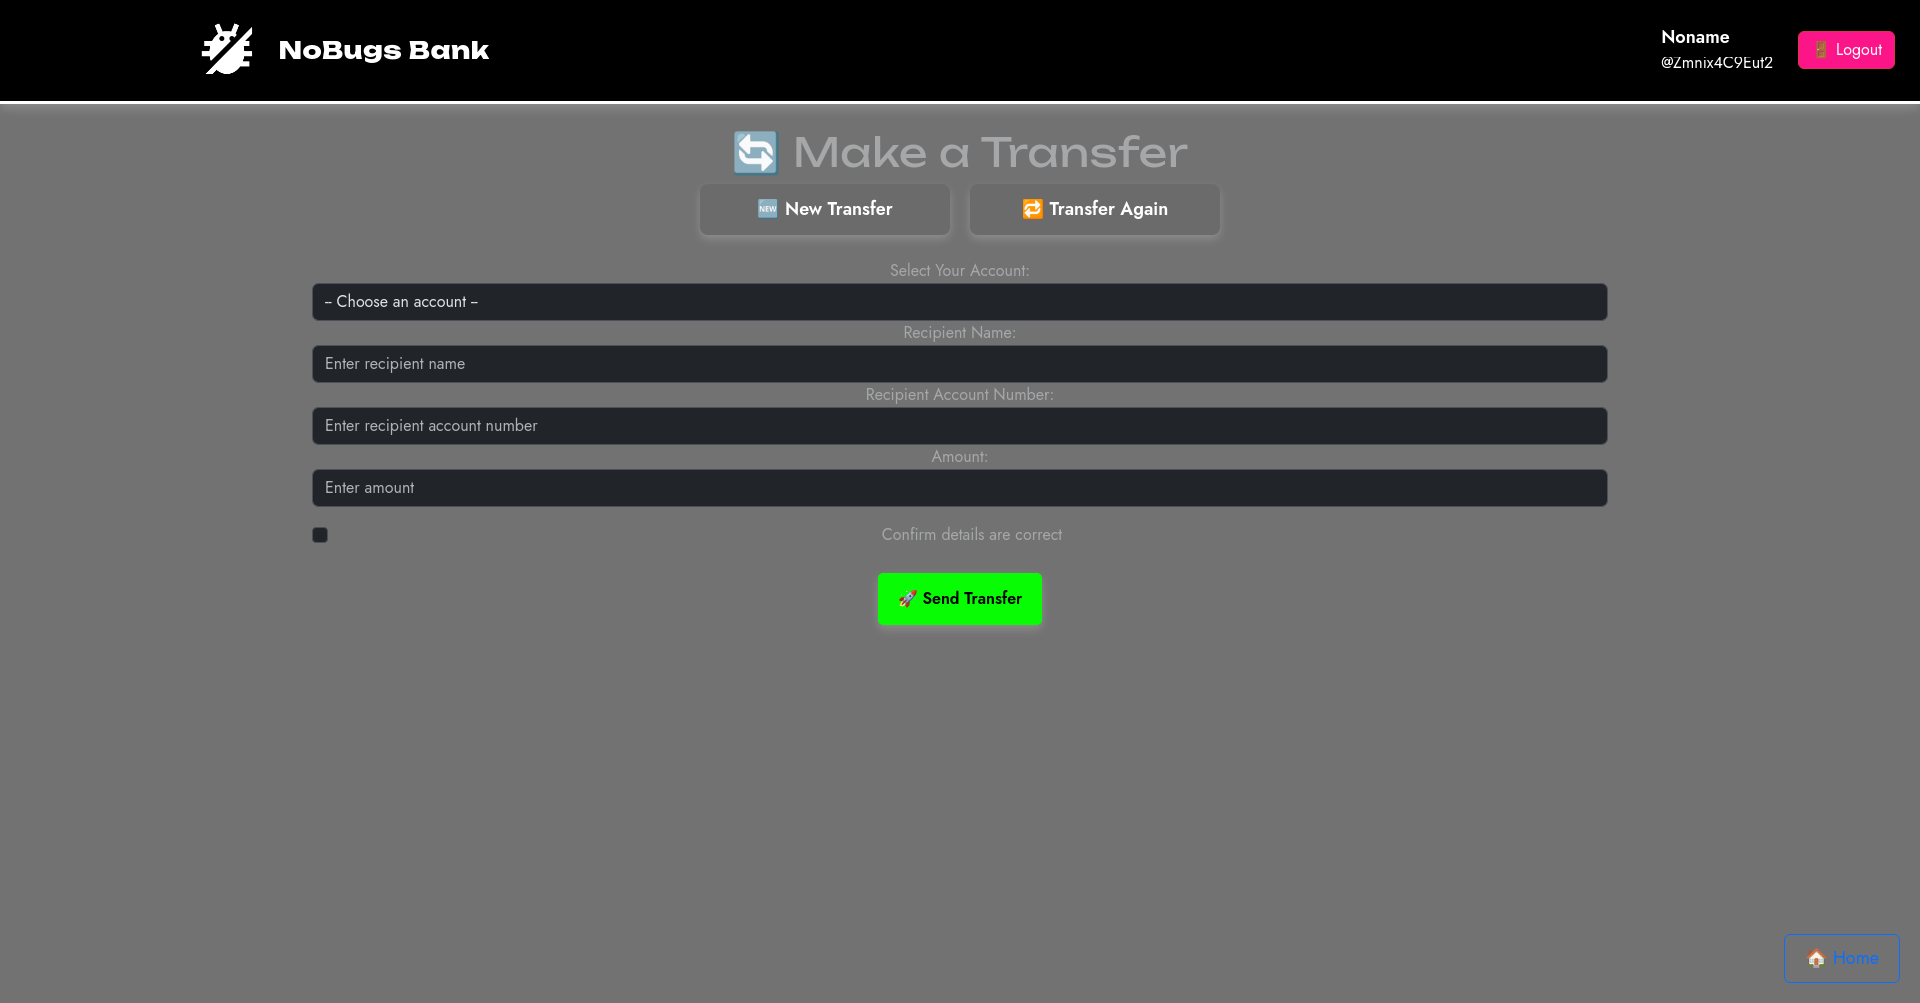 NoBugs Bank
Noname
@Zmnix4C9Eut2
🚪 Logout
🔄 Make a Transfer
🆕 New Transfer
🔁 Transfer Again
Select Your Account:
-- Choose an account --
Recipient Name:
Enter recipient name
Recipient Account Number:
Enter recipient account number
Amount:
Enter amount
Confirm details are correct
🚀 Send Transfer
🏠 Home